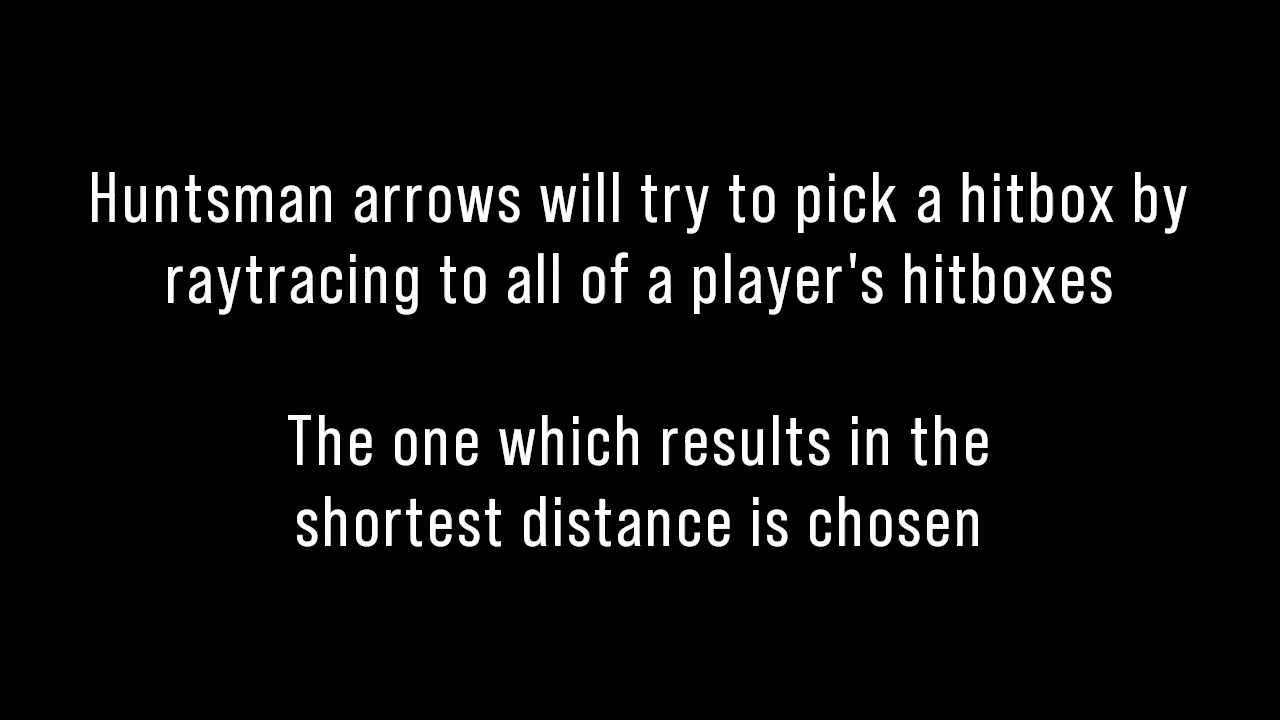 Huntsman arrows will try to pick a hitbox by
raytracing to all of a player's hitboxes
The one which results in the
shortest distance is chosen